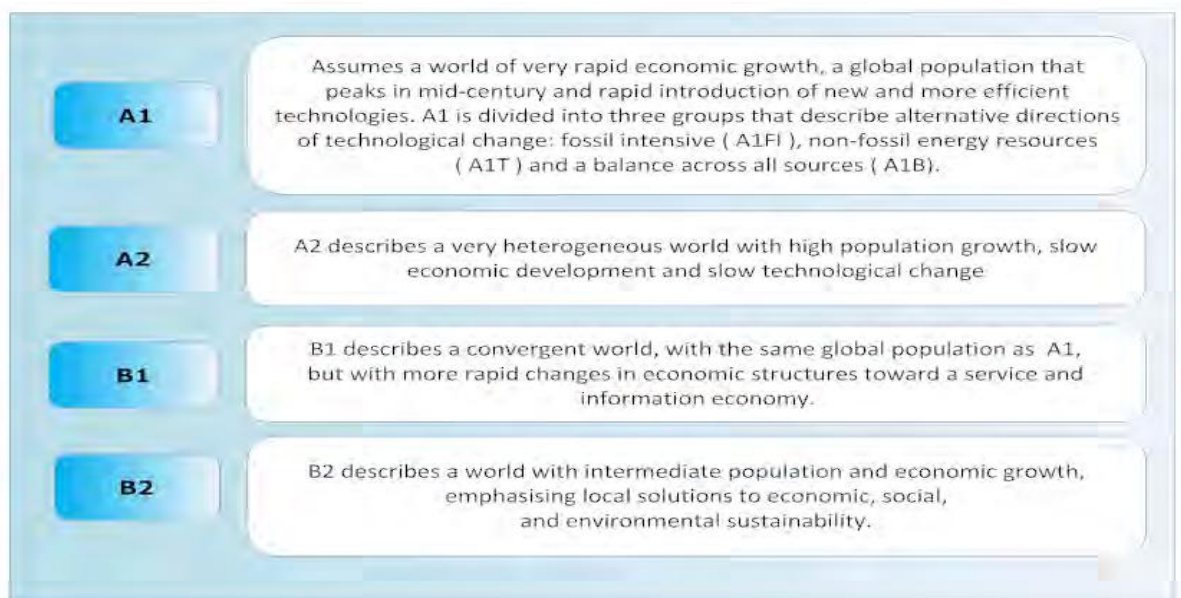 A1
Assumes a world of very rapid economic growth, a global population that
peaks in mid-century and rapid introduction of new and more efficient
technologies. A1 is divided into three groups that describe alternative directions
of technological change: fossil intensive ( A1FI ), non-fossil energy resources
( A1T ) and a balance across all sources ( A1B).
A2
A2 describes a very heterogeneous world with high population growth, slow
economic development and slow technological change
B1
B1 describes a convergent world, with the same global population as A1,
but with more rapid changes in economic structures toward a service and
information economy.
B2
B2 describes a world with intermediate population and economic growth,
emphasising local solutions to economic, social,
and environmental sustainability.